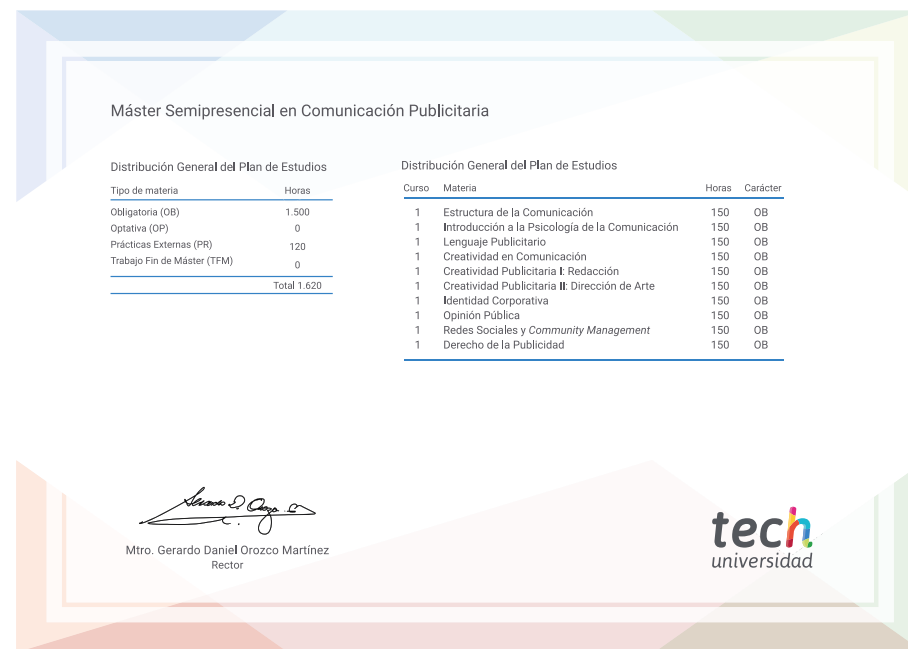 Máster Semipresencial en Comunicación Publicitaria
Distribución General del Plan de Estudios
Tipo de materia Horas
Obligatoria (OB) 1.500
Optativa (OP) 0
Prácticas Externas (PR) 120
Trabajo Fin de Máster (TFM) 0
Total 1.620
Distribución General del Plan de Estudios
Curso Materia Horas Carácter
1 Estructura de la Comunicación 150 OB
1 Introducción a la Psicología de la Comunicación 150 OB
1 Lenguaje Publicitario 150 OB
1 Creatividad en Comunicación 150 OB
1 Creatividad Publicitaria I: Redacción 150 OB
1 Creatividad Publicitaria II: Dirección de Arte 150 OB
1 Identidad Corporativa 150 OB
1 Opinión Pública 150 OB
1 Redes Sociales y Community Management 150 OB
1 Derecho de la Publicidad 150 OB
Mtro. Gerardo Daniel Orozco Martínez
Rector
tech
universidad